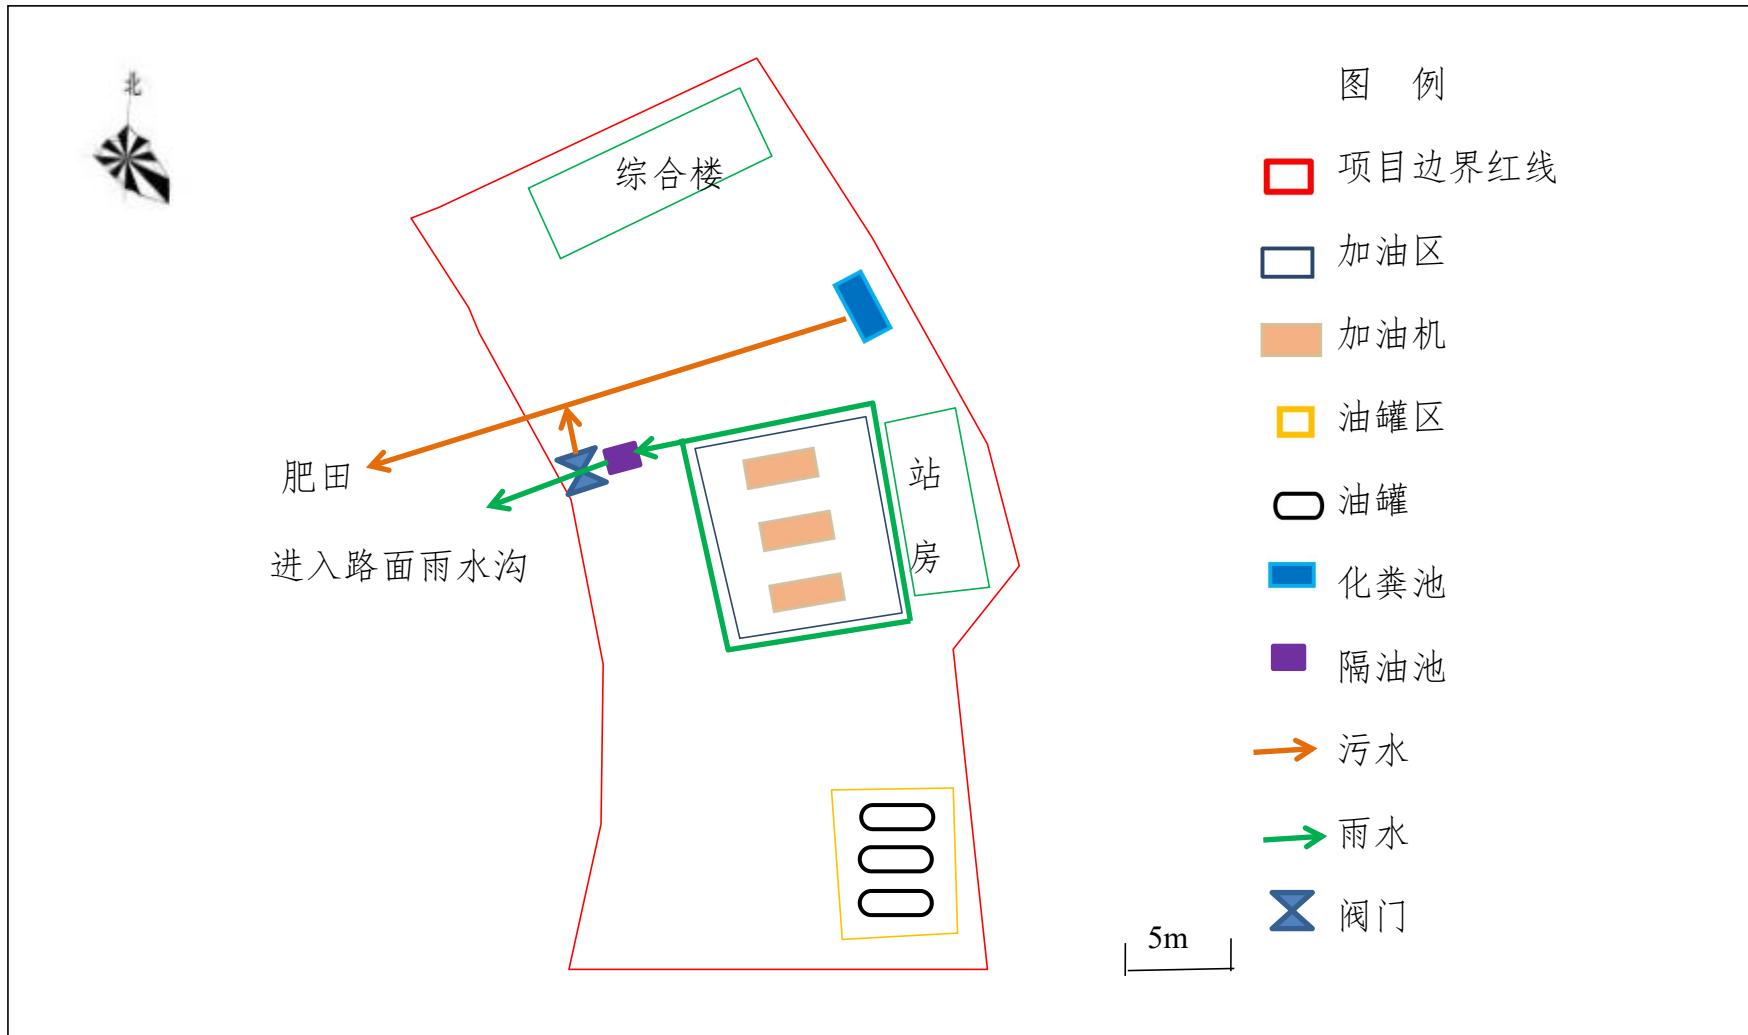 北
综合楼
肥田
进入路面雨水沟
站
房
5m
图 例
项目边界红线
加油区
加油机
油罐区
油罐
化粪池
隔油池
污水
雨水
阀门